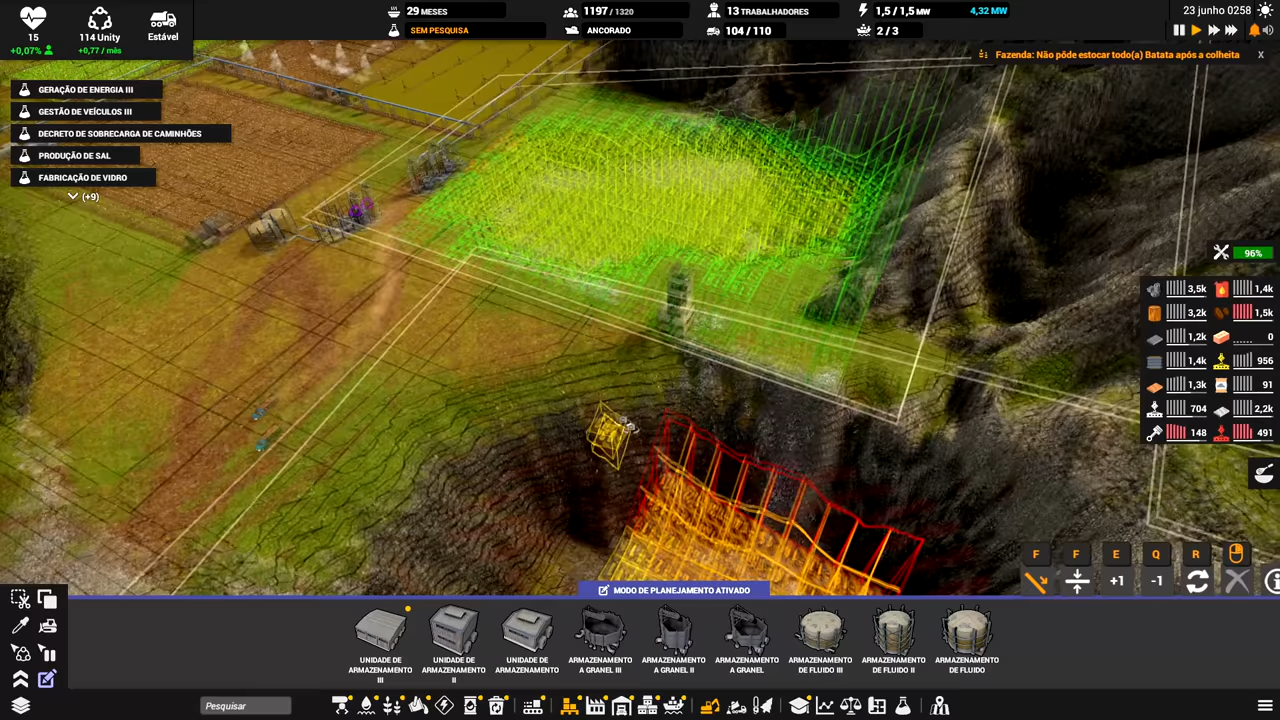 15
+0,07%
114 Unity
+0,77 / mês
Estável
29 MESES
SEM PESQUISA
1197 / 1320
ANCORADO
13 TRABALHADORES
104 / 110
1,5 / 1,5 MW
4,32 MW
2 / 3
23 junho 0258
Fazenda: Não pôde estocar todo(a) Batata após a colheita
X
GERAÇÃO DE ENERGIA III
GESTÃO DE VEÍCULOS III
DECRETO DE SOBRECARGA DE CAMINHÕES
PRODUÇÃO DE SAL
FABRICAÇÃO DE VIDRO
(+9)
96%
3,5k
1,4k
3,2k
1,5k
1,2k
0
1,4k
956
1,3k
91
704
2,2k
148
491
F
F
E
Q
R
+1
-1
MODO DE PLANEJAMENTO ATIVADO
UNIDADE DE ARMAZENAMENTO III
UNIDADE DE ARMAZENAMENTO II
UNIDADE DE ARMAZENAMENTO
ARMAZENAMENTO A GRANEL III
ARMAZENAMENTO A GRANEL II
ARMAZENAMENTO A GRANEL
ARMAZENAMENTO DE FLUIDO III
ARMAZENAMENTO DE FLUIDO II
ARMAZENAMENTO DE FLUIDO
Pesquisar